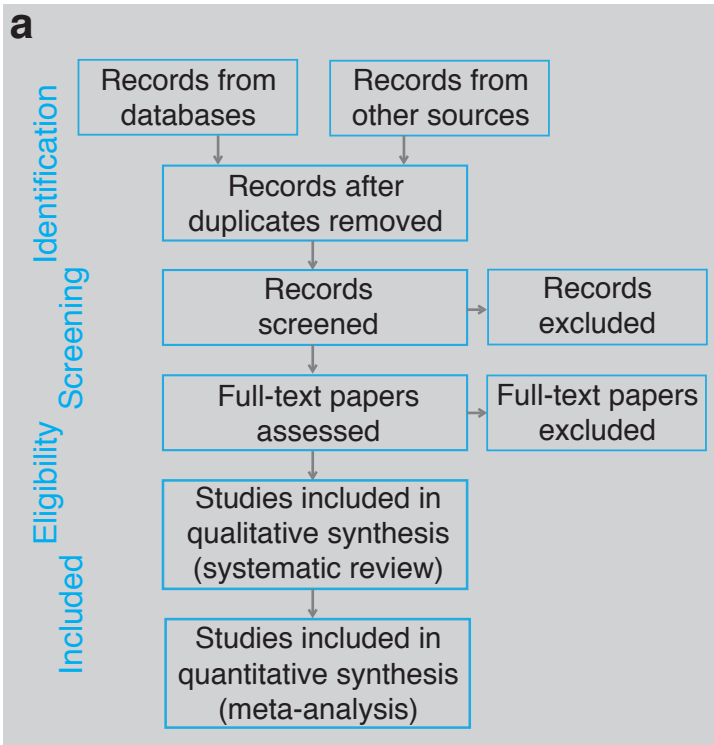 a
Identification
Records from
databases
Records from
other sources
Records after
duplicates removed
Screening
Records
screened
Records
excluded
Full-text papers
assessed
Full-text papers
excluded
Eligibility
Studies included in
qualitative synthesis
(systematic review)
Included
Studies included in
quantitative synthesis
(meta-analysis)